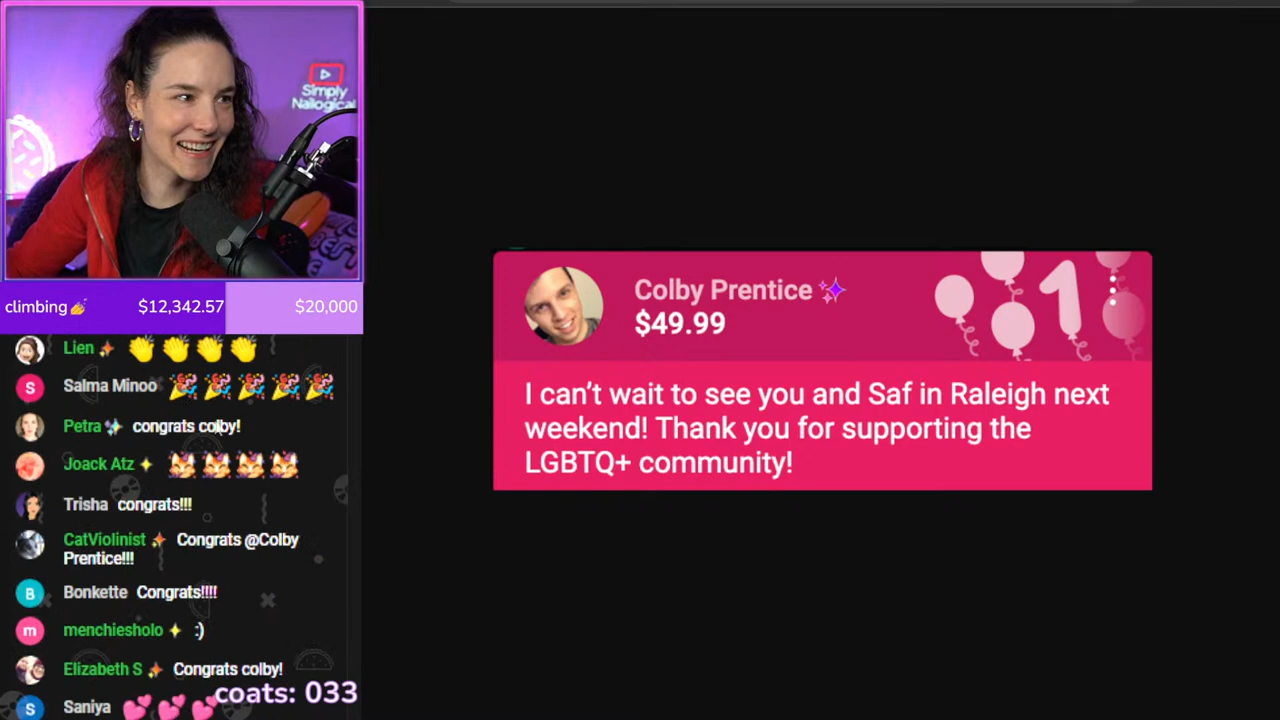 Simply
Nailogical
climbing💅 $12,342.57 $20,000
Lien ✨ 👏👏👏👏
Salma Minoo 🎉🎉🎉🎉🎉
Petra ✨ congrats colby!
Joack Atz ✨
Trisha congrats!!!
CatViolinist ✨ Congrats @Colby
Prentice!!!
B Bonkette Congrats!!!!
m menchiesholo ✨ :)
Elizabeth S ✨ Congrats colby!
S Saniya 💕💕💕
coats: 033
Colby Prentice ✨
$49.99
1
I can’t wait to see you and Saf in Raleigh next
weekend! Thank you for supporting the
LGBTQ+ community!